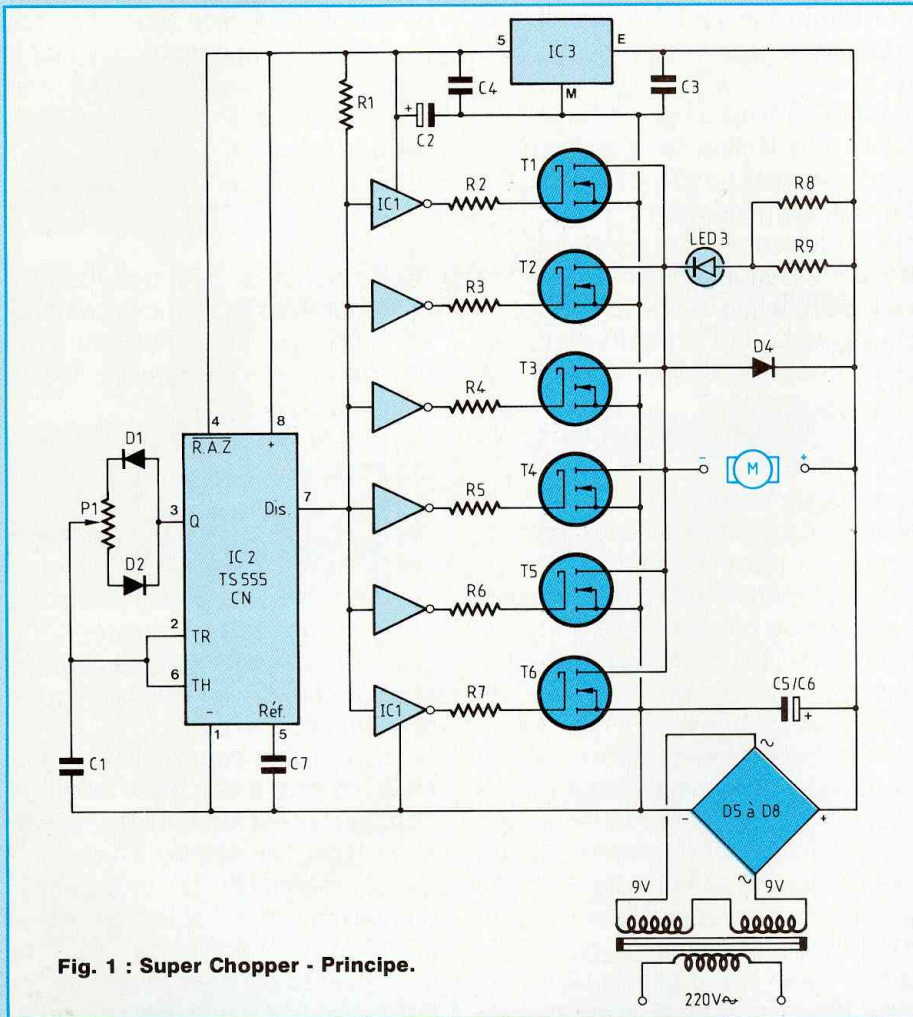 5
IC 3
E
M
R1
C4
C3
+
C2
T1
IC1
R2
R8
LED 3
R9
T2
R3
T3
R4
D4
4
8
R.A.Z
+
D1
T4
- M +
P1
3
Q
Dis.
7
R5
D2
IC 2
TS 555
CN
T5
R6
2
TR
6
TH
T6
C5/C6
+
-
Réf.
IC1
R7
1
5
C1
C7
~
- D5 à D8 +
~
9V
9V
220V~
Fig. 1 : Super Chopper - Principe.